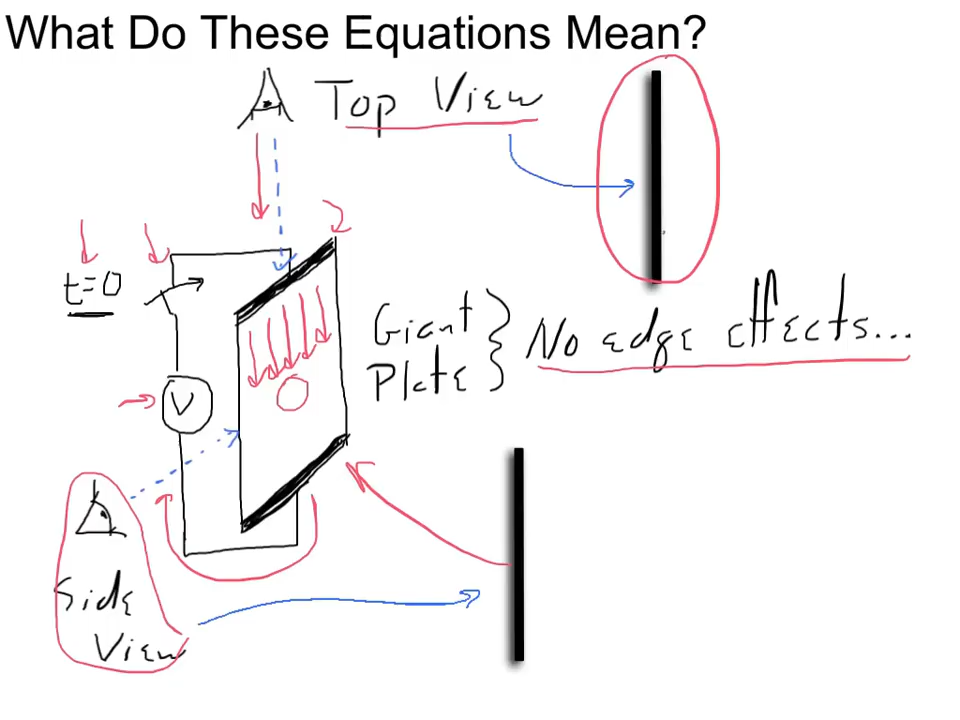 What Do These Equations Mean?
Top View
t=0
Giant
Plate
No edge effects...
V
Side
View